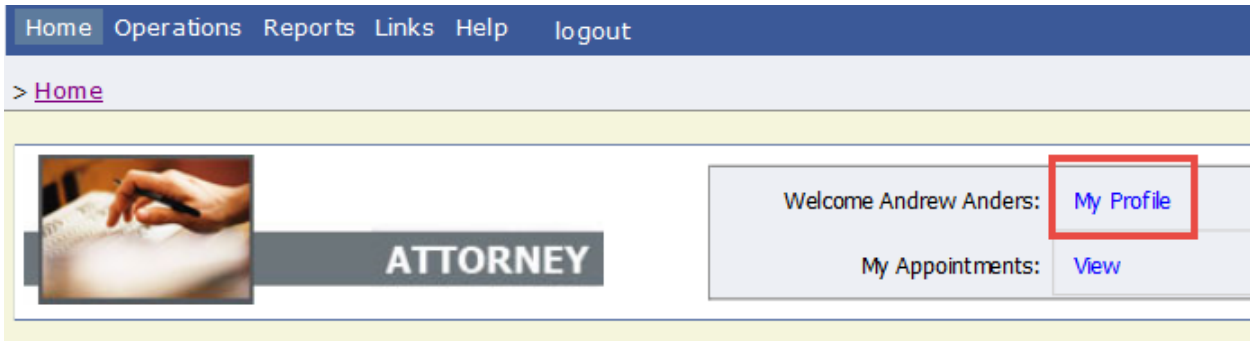 Home Operations Reports Links Help logout
> Home
ATTORNEY
Welcome Andrew Anders: My Profile
My Appointments: View